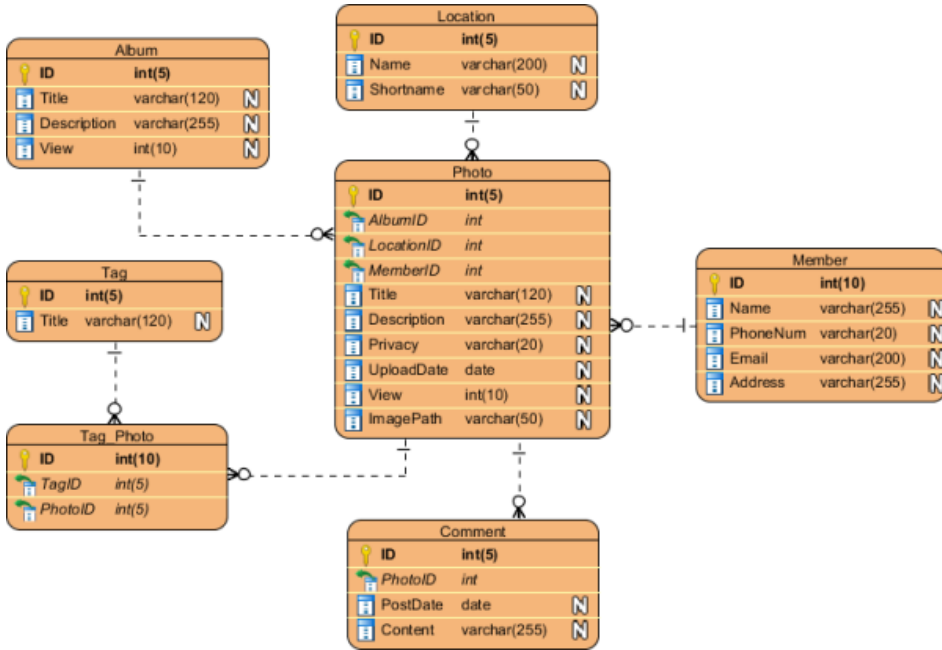 Location
ID int(5)
Name varchar(200) N
Shortname varchar(50) N
Album
ID int(5)
Title varchar(120) N
Description varchar(255) N
View int(10) N
Photo
ID int(5)
AlbumID int
LocationID int
MemberID int
Title varchar(120) N
Description varchar(255) N
Privacy varchar(20) N
UploadDate date N
View int(10) N
ImagePath varchar(50) N
Tag
ID int(5)
Title varchar(120) N
Member
ID int(10)
Name varchar(255) N
PhoneNum varchar(20) N
Email varchar(200) N
Address varchar(255) N
Tag_Photo
ID int(10)
TagID int(5)
PhotoID int(5)
Comment
ID int(5)
PhotoID int
PostDate date N
Content varchar(255) N